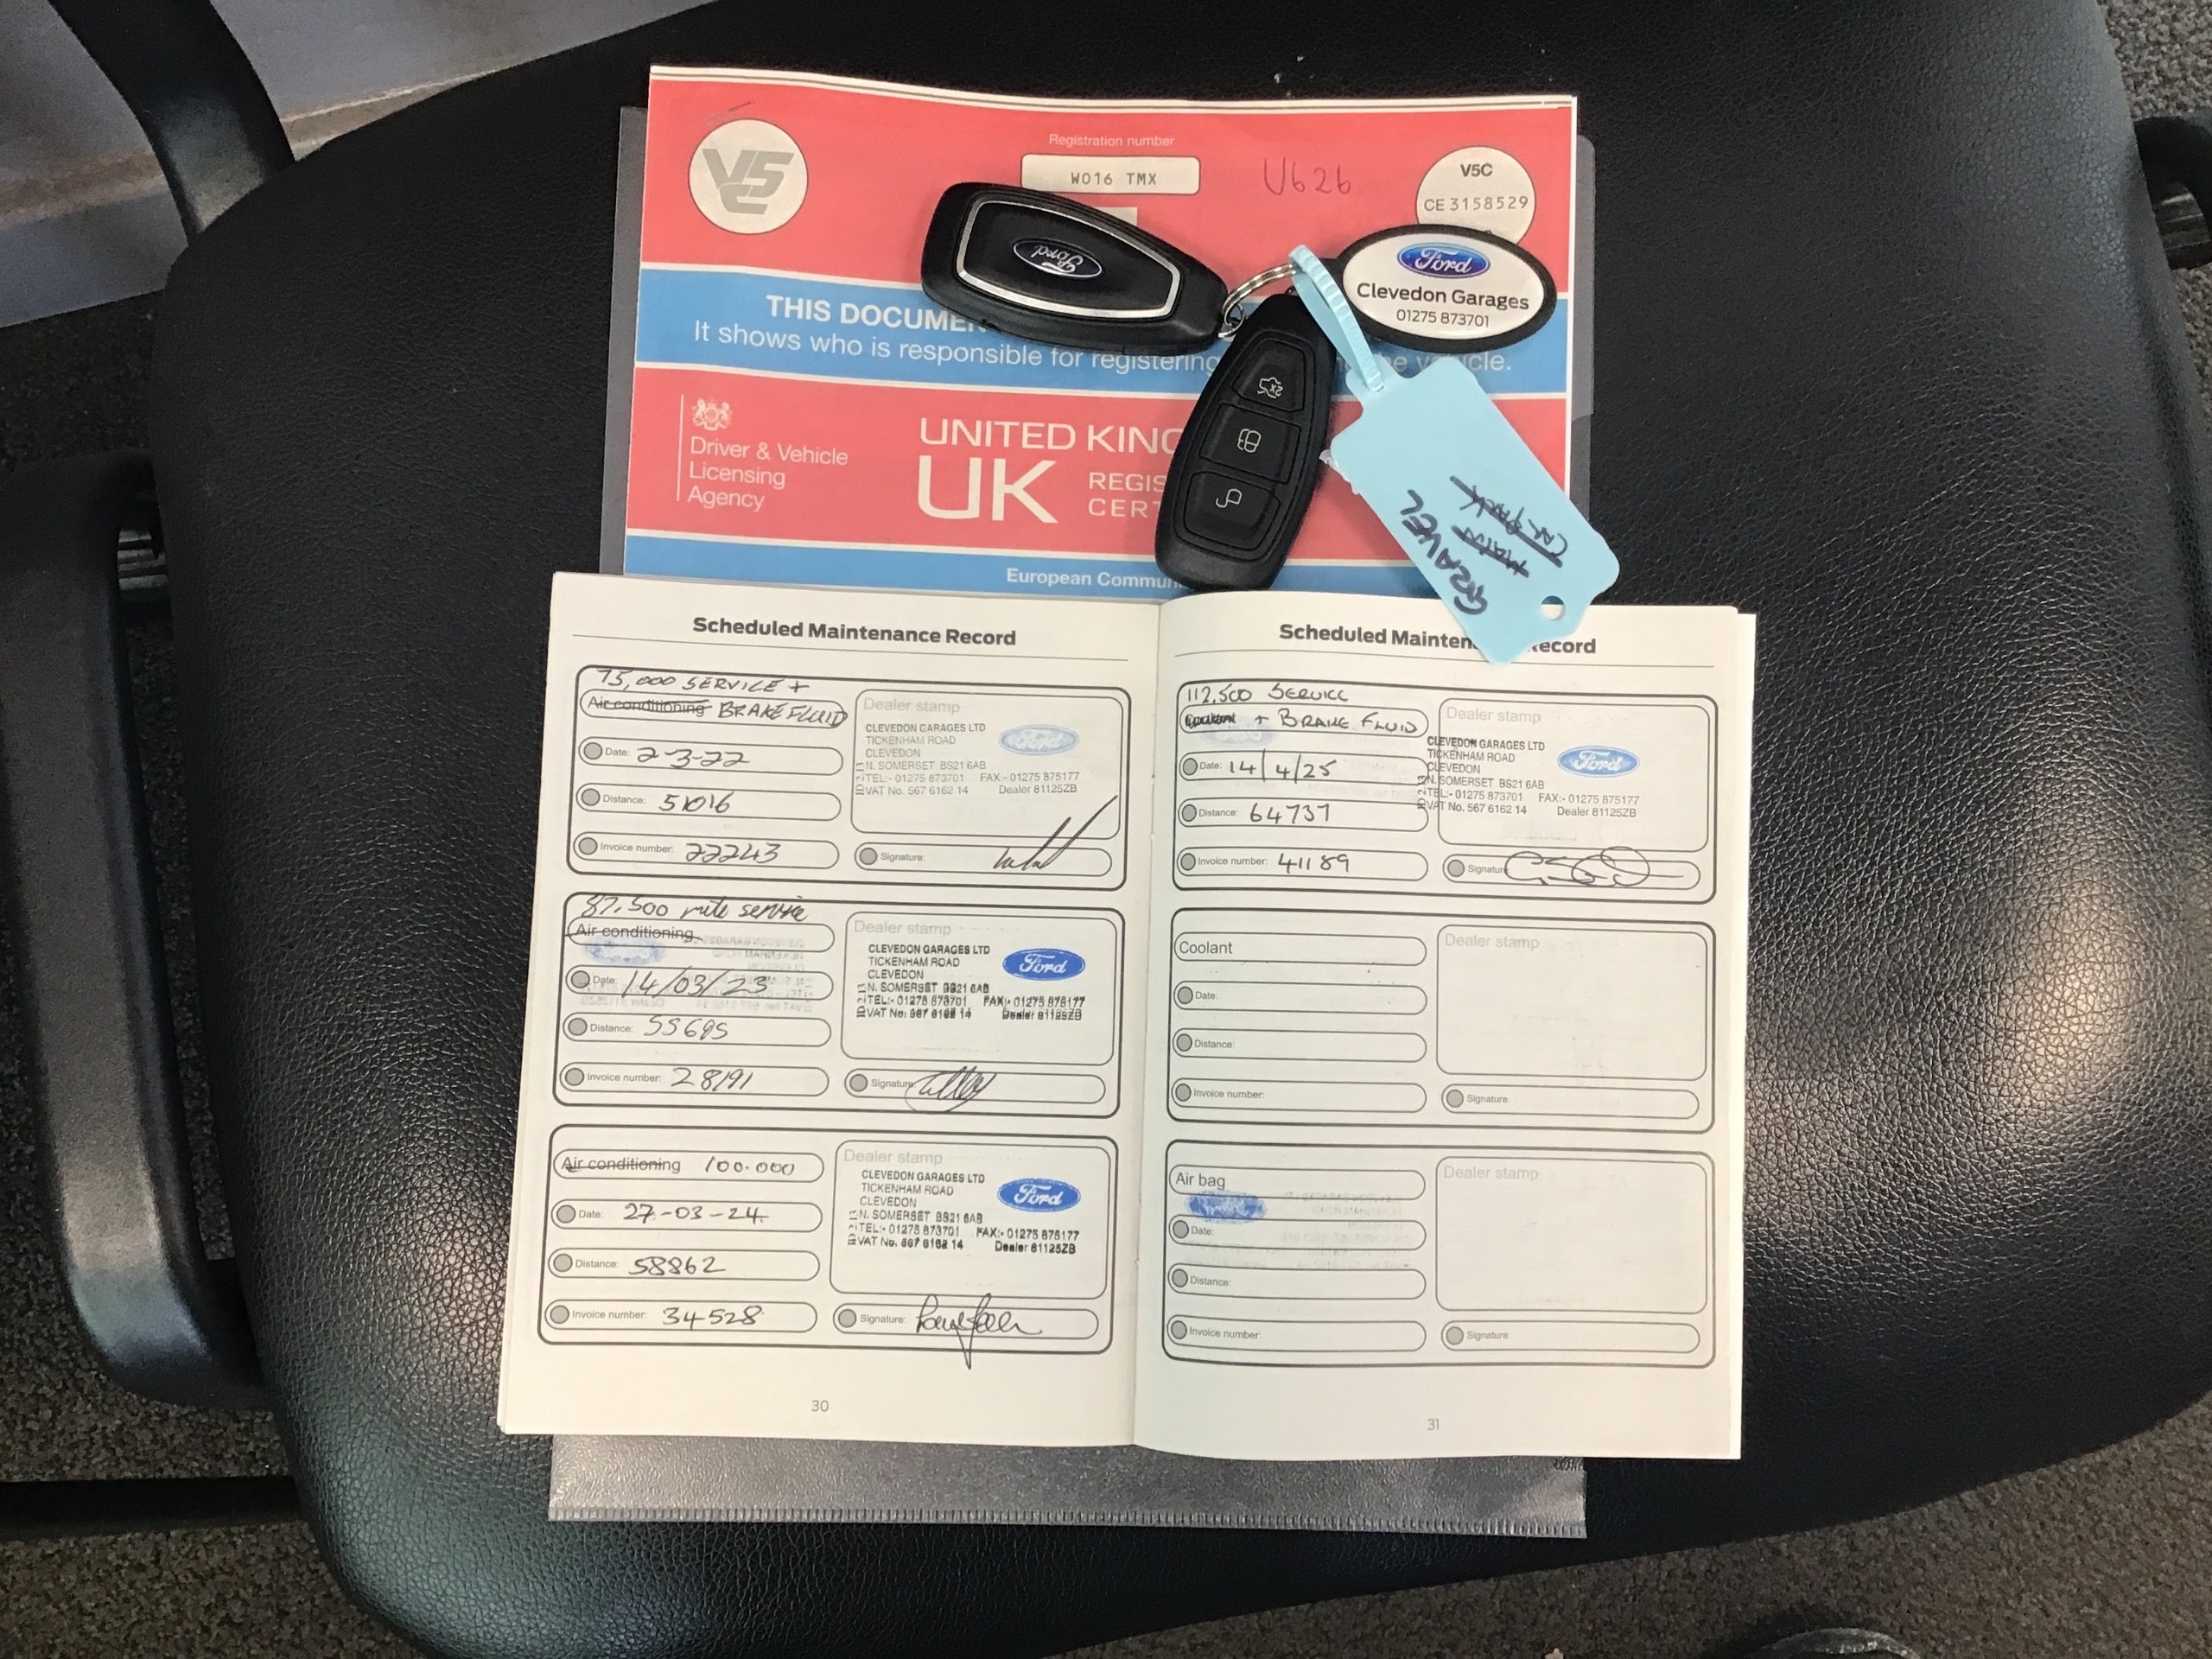 Registration number
WO16 TMX
U626
V5C
V5C
CE 3158529
Ford
Ford
Clevedon Garages
01275 873701
THIS DOCUMEN
It shows who is responsible for registering he vehicle.
Driver & Vehicle
Licensing
Agency
UNITED KING
UK
REGIS
CERT
2X
GRAVEL
MAIN
CAR PARK
European Commun
Scheduled Maintenance Record
75,000 SERVICE +
Air conditioning BRAKE FLUID
Date: 2-3-22
Distance: 51016
Invoice number: 22243
Dealer stamp
CLEVEDON GARAGES LTD
TICKENHAM ROAD
CLEVEDON
N. SOMERSET BS21 6AB
TEL:- 01275 873701 FAX:- 01275 875177
VAT No. 567 6162 14 Dealer 81125ZB
Ford
Signature:
87,500 mile service
Air conditioning
Date: 14/03/23
Distance: 55695
Invoice number: 28191
Dealer stamp
CLEVEDON GARAGES LTD
TICKENHAM ROAD
CLEVEDON
N. SOMERSET BS21 6AB
TEL:- 01275 873701 FAX:- 01275 875177
VAT No. 567 6162 14 Dealer 81125ZB
Ford
Signature:
Air conditioning 100.000
Date: 27-03-24
Distance: 58862
Invoice number: 34528
Dealer stamp
CLEVEDON GARAGES LTD
TICKENHAM ROAD
CLEVEDON
N. SOMERSET BS21 6AB
TEL:- 01275 873701 FAX:- 01275 875177
VAT No. 567 6162 14 Dealer 81125ZB
Ford
Signature:
30
Scheduled Mainten ecord
112,500 SERVICE
+ BRAKE FLUID
Date: 14/4/25
Distance: 64737
Invoice number: 41189
Dealer stamp
CLEVEDON GARAGES LTD
TICKENHAM ROAD
CLEVEDON
N. SOMERSET BS21 6AB
TEL:- 01275 873701 FAX:- 01275 875177
VAT No. 567 6162 14 Dealer 81125ZB
Ford
Signature
Coolant
Date:
Distance:
Invoice number:
Dealer stamp
Signature:
Air bag
Date:
Distance:
Invoice number:
Dealer stamp
Signature:
31